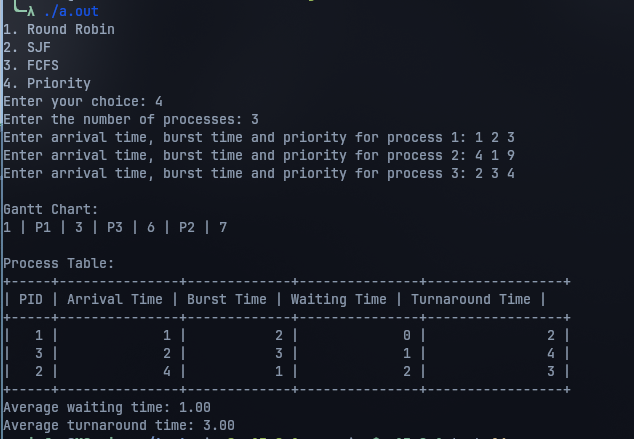 λ ./a.out
1. Round Robin
2. SJF
3. FCFS
4. Priority
Enter your choice: 4
Enter the number of processes: 3
Enter arrival time, burst time and priority for process 1: 1 2 3
Enter arrival time, burst time and priority for process 2: 4 1 9
Enter arrival time, burst time and priority for process 3: 2 3 4
Gantt Chart:
1 | P1 | 3 | P3 | 6 | P2 | 7
Process Table:
+-----+---------------+-------------+---------------+-----------------+
| PID | Arrival Time | Burst Time | Waiting Time | Turnaround Time |
+-----+---------------+-------------+---------------+-----------------+
|   1 |             1 |           2 |             0 |               2 |
|   3 |             2 |           3 |             1 |               4 |
|   2 |             4 |           1 |             2 |               3 |
+-----+---------------+-------------+---------------+-----------------+
Average waiting time: 1.00
Average turnaround time: 3.00